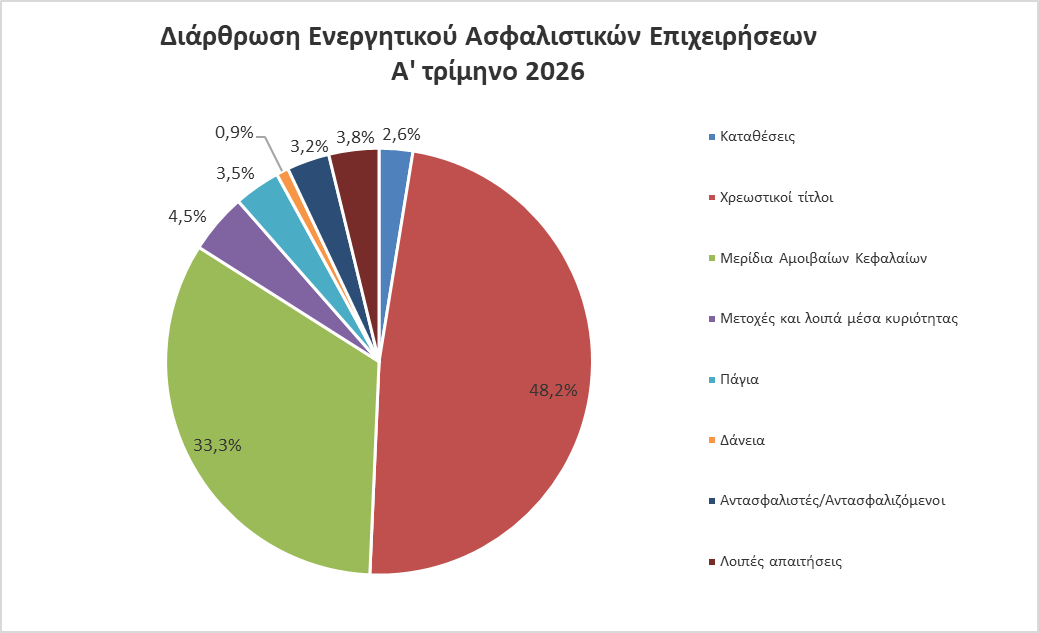 Διάρθρωση Ενεργητικού Ασφαλιστικών Επιχειρήσεων
Α' τρίμηνο 2026
0,9%
3,2%
3,8%
2,6%
3,5%
4,5%
48,2%
33,3%
Καταθέσεις
Χρεωστικοί τίτλοι
Μερίδια Αμοιβαίων Κεφαλαίων
Μετοχές και λοιπά μέσα κυριότητας
Πάγια
Δάνεια
Αντασφαλιστές/Αντασφαλιζόμενοι
Λοιπές απαιτήσεις